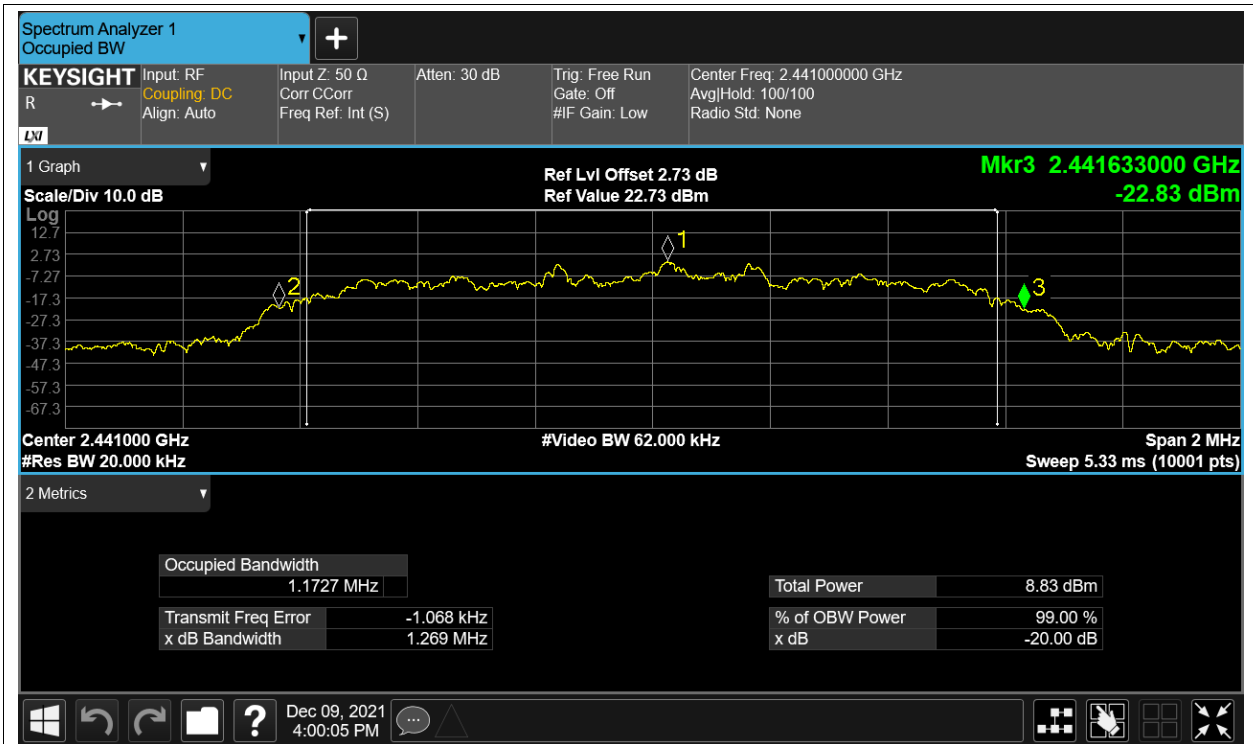 Spectrum Analyzer 1
Occupied BW
KEYSIGHT
R
LXI
Input: RF
Coupling: DC
Align: Auto
Input Z: 50 Ω
Corr CCorr
Freq Ref: Int (S)
Atten: 30 dB
Trig: Free Run
Gate: Off
#IF Gain: Low
Center Freq: 2.441000000 GHz
Avg|Hold: 100/100
Radio Std: None
1 Graph
Scale/Div 10.0 dB
Ref Lvl Offset 2.73 dB
Ref Value 22.73 dBm
Mkr3 2.441633000 GHz
-22.83 dBm
Log
12.7
2.73
-7.27
-17.3
-27.3
-37.3
-47.3
-57.3
-67.3
1
2
3
Center 2.441000 GHz
#Res BW 20.000 kHz
#Video BW 62.000 kHz
Span 2 MHz
Sweep 5.33 ms (10001 pts)
2 Metrics
Occupied Bandwidth
1.1727 MHz
Transmit Freq Error -1.068 kHz
x dB Bandwidth 1.269 MHz
Total Power 8.83 dBm
% of OBW Power 99.00 %
x dB -20.00 dB
?
Dec 09, 2021
4:00:05 PM